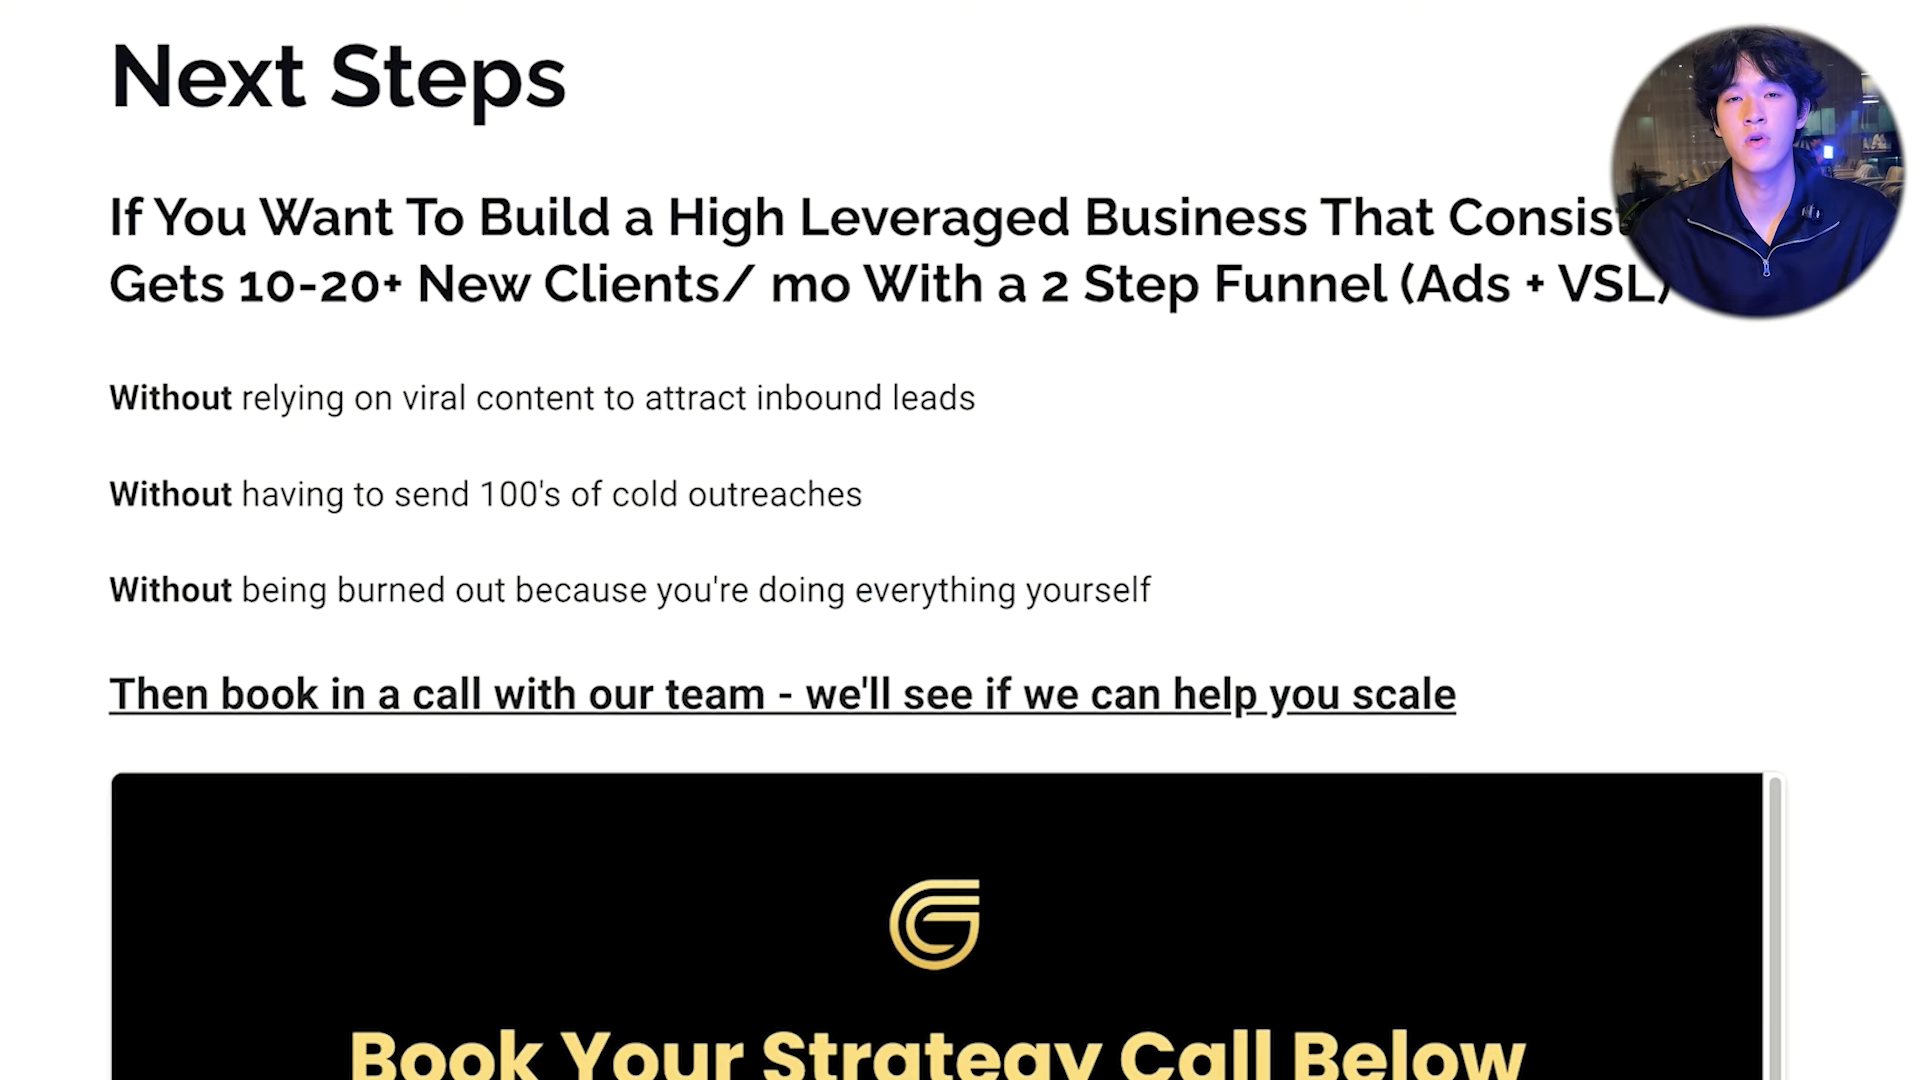 Next Steps
If You Want To Build a High Leveraged Business That
Gets 10-20+ New Clients/ mo With a 2 Step Funnel (Ads + VSL)
Without relying on viral content to attract inbound leads
Without having to send 100's of cold outreaches
Without being burned out because you're doing everything yourself
Then book in a call with our team - we'll see if we can help you scale
Book Your Strategy Call Below